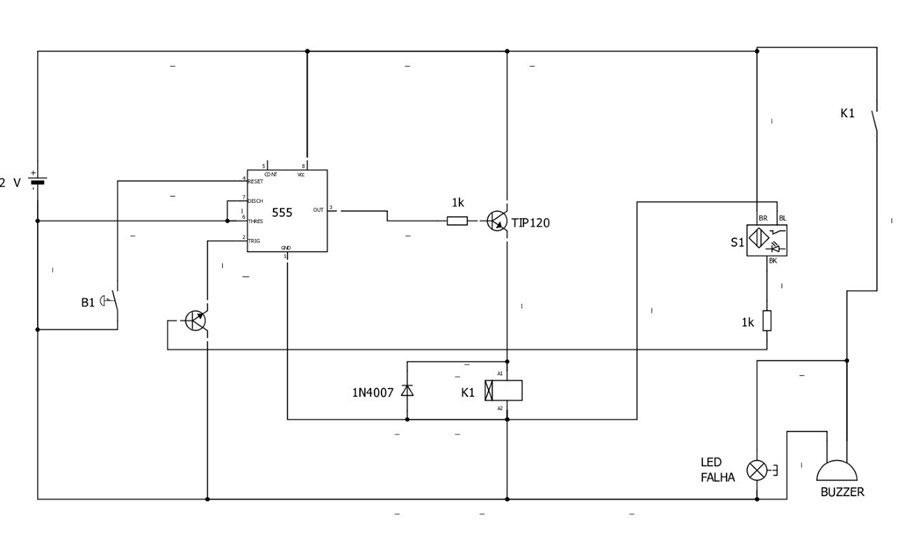 K1
5
8
CONT
Vcc
2 V
+
4
RESET
7
DISCH
555
OUT
3
6
THRES
2
TRIG
GND
1
1k
TIP120
BR
BL
S1
BK
B1
1k
A1
1N4007
K1
A2
LED
FALHA
BUZZER